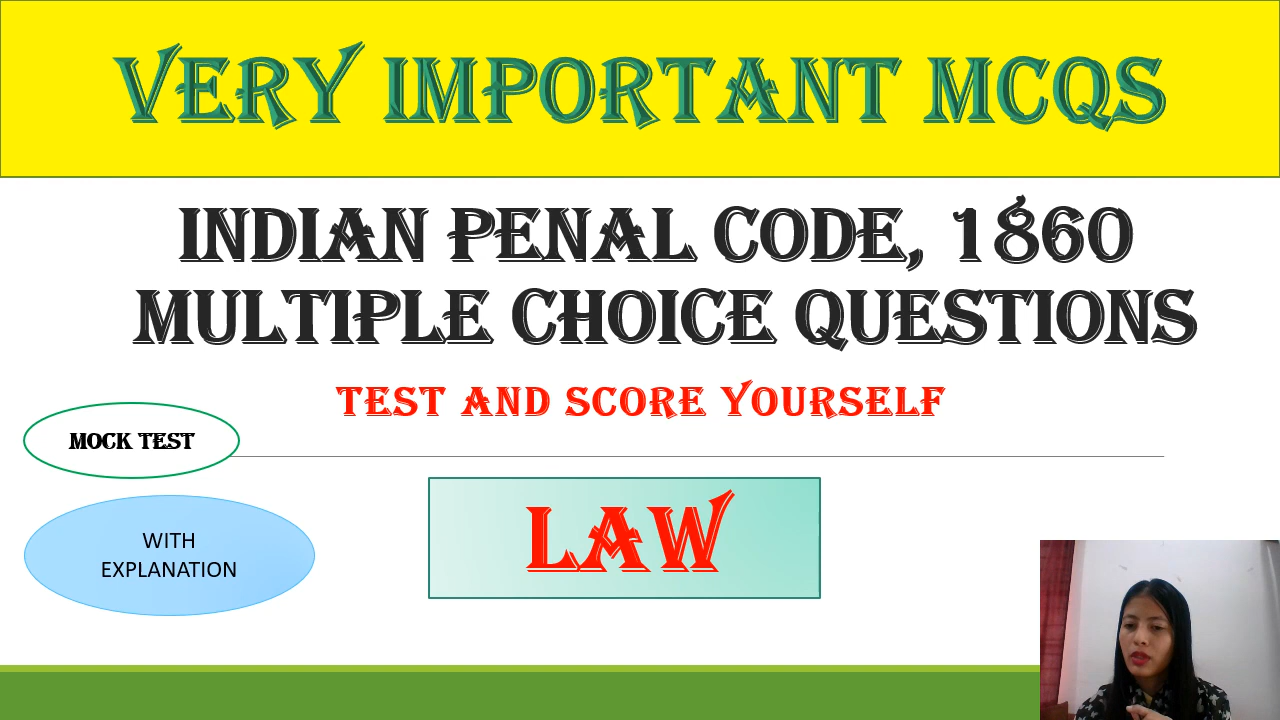 VERY IMPORTANT MCQS
INDIAN PENAL CODE, 1860
MULTIPLE CHOICE QUESTIONS
TEST AND SCORE YOURSELF
MOCK TEST
LAW
WITH
EXPLANATION